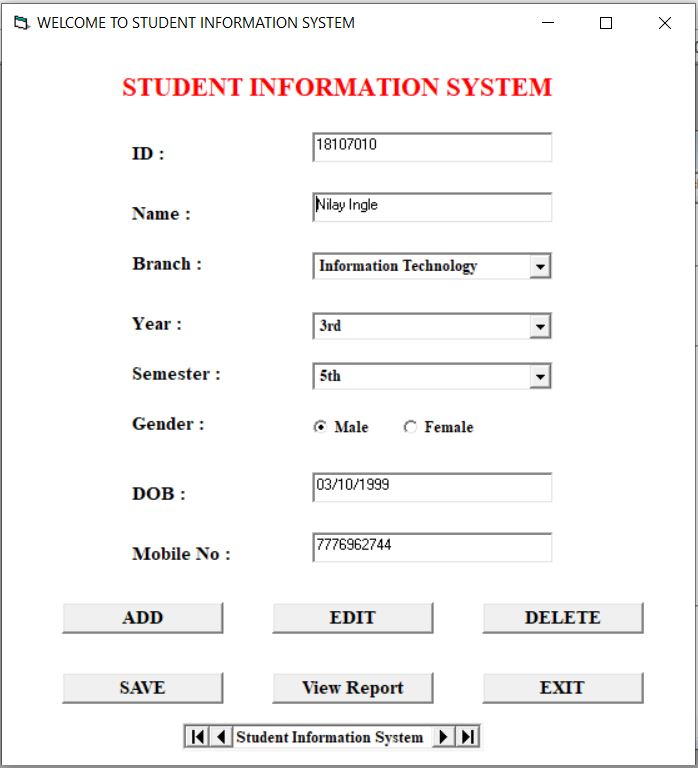 WELCOME TO STUDENT INFORMATION SYSTEM
STUDENT INFORMATION SYSTEM
ID : 18107010
Name : Nilay Ingle
Branch : Information Technology
Year : 3rd
Semester : 5th
Gender : Male Female
DOB : 03/10/1999
Mobile No : 7776962744
ADD EDIT DELETE
SAVE View Report EXIT
Student Information System